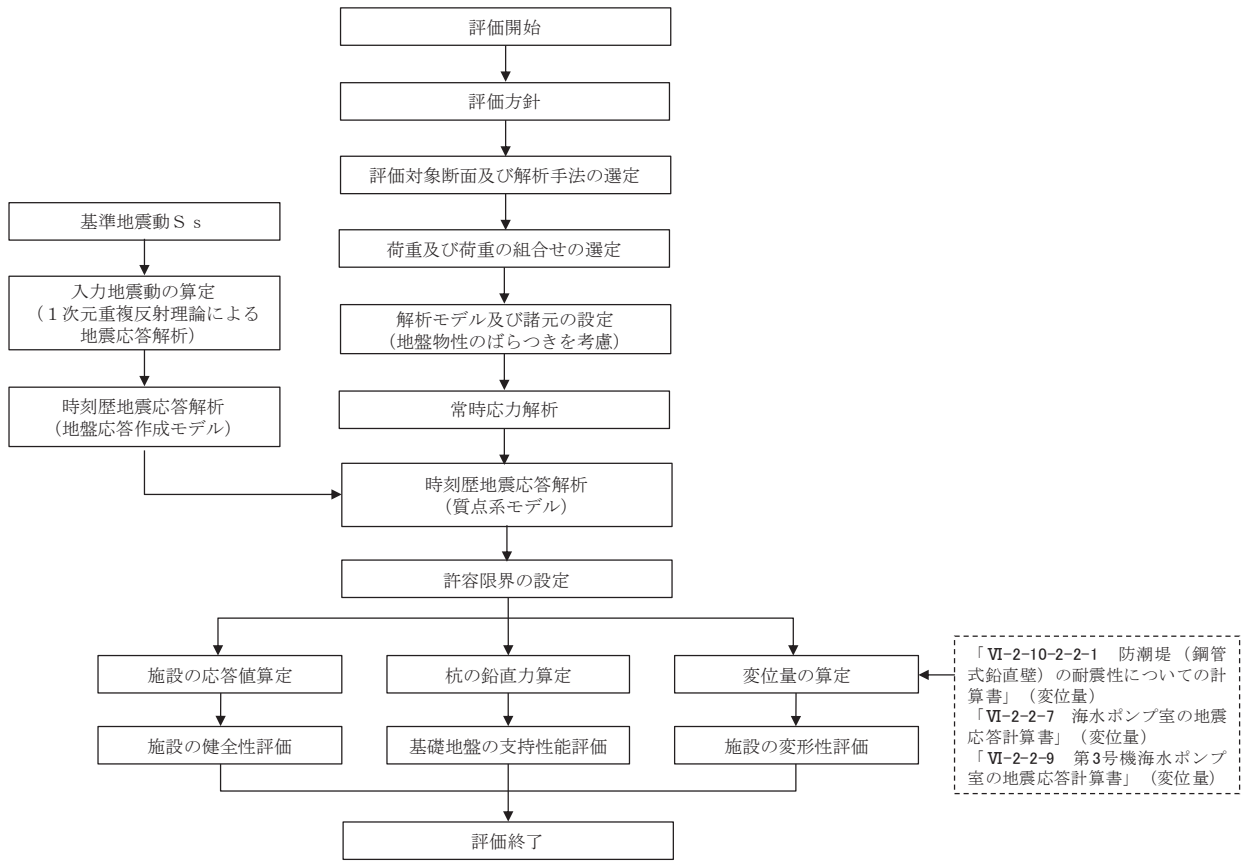 評価開始
評価方針
評価対象断面及び解析手法の選定
基準地震動Ｓｓ
荷重及び荷重の組合せの選定
入力地震動の算定
（１次元重複反射理論による
地震応答解析）
解析モデル及び諸元の設定
（地盤物性のばらつきを考慮）
時刻歴地震応答解析
（地盤応答作成モデル）
常時応力解析
時刻歴地震応答解析
（質点系モデル）
許容限界の設定
施設の応答値算定
杭の鉛直力算定
変位量の算定
「Ⅵ-2-10-2-2-1　防潮堤（鋼管
式鉛直壁）の耐震性についての計
算書」（変位量）
「Ⅵ-2-2-7　海水ポンプ室の地震
応答計算書」（変位量）
「Ⅵ-2-2-9　第3号機海水ポンプ
室の地震応答計算書」（変位量）
施設の健全性評価
基礎地盤の支持性能評価
施設の変形性評価
評価終了